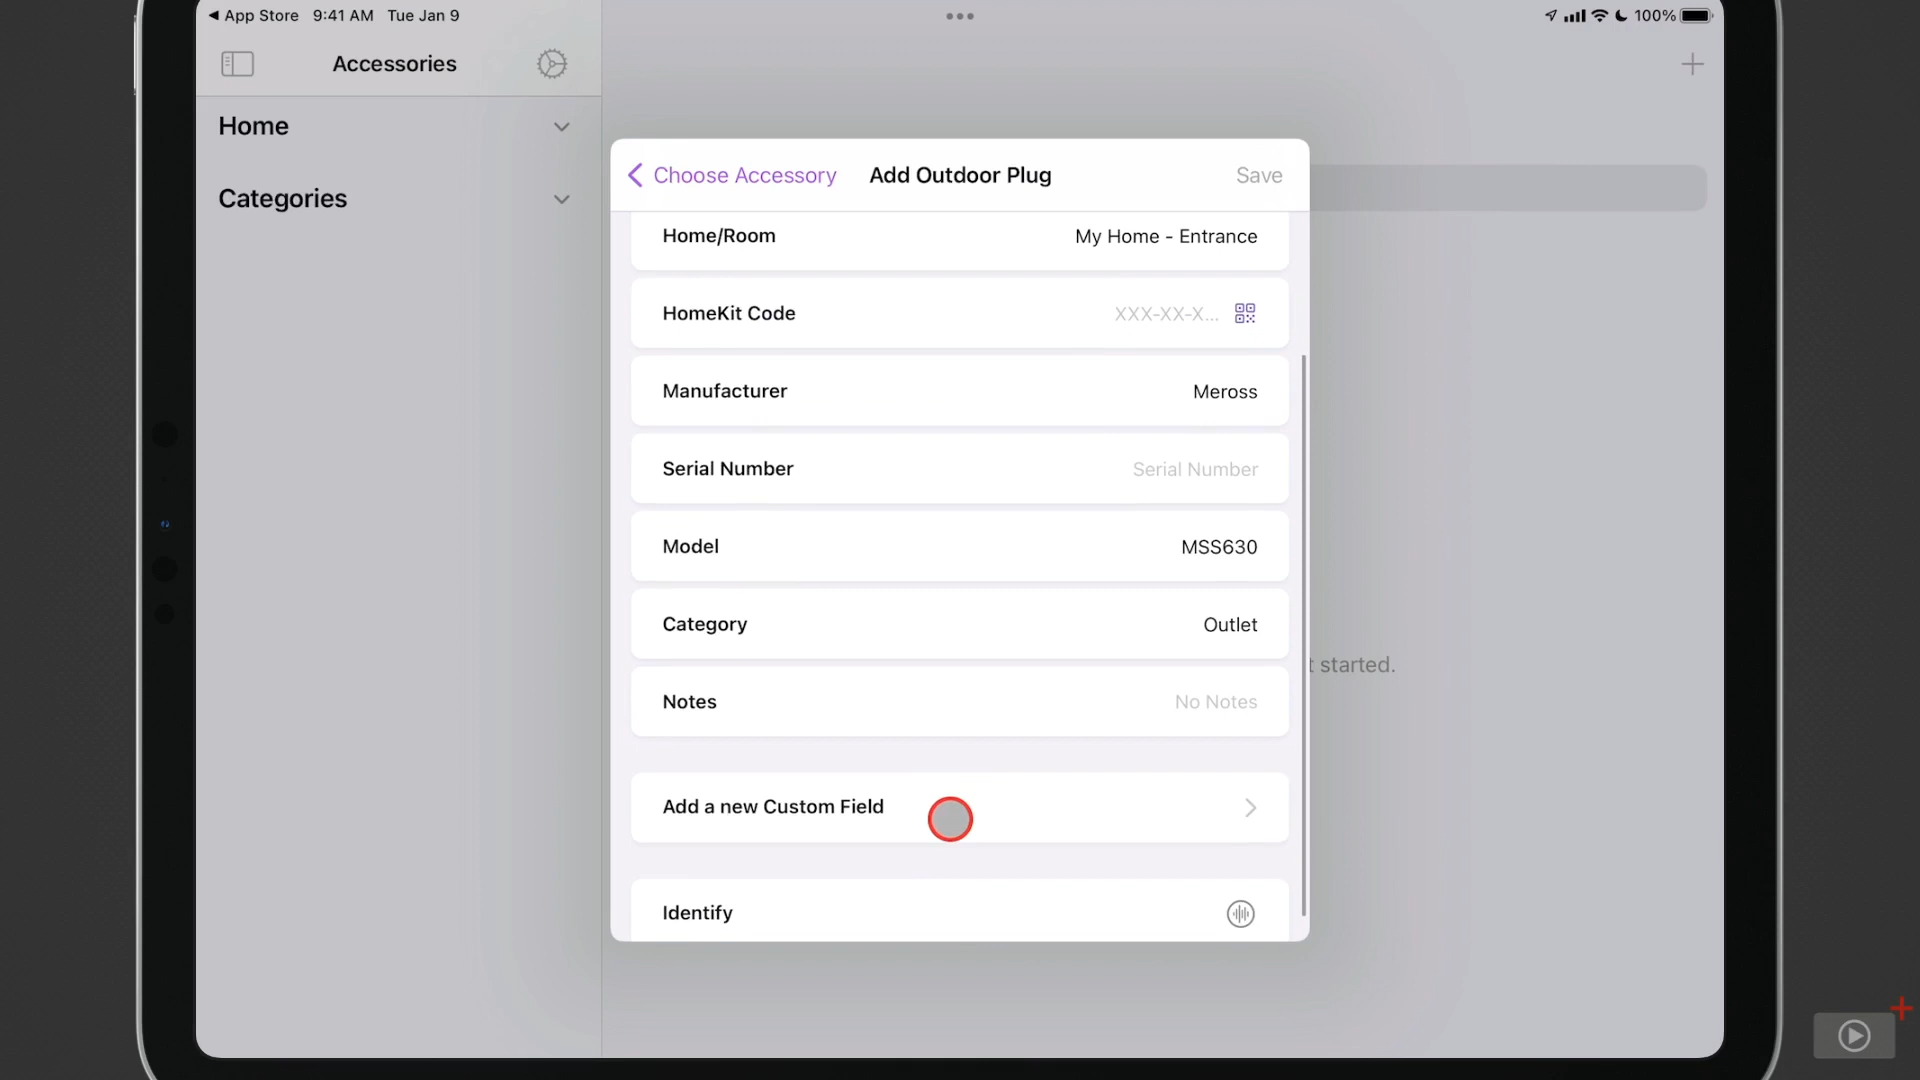 ◀ App Store 9:41 AM Tue Jan 9
100%
Accessories
Home
Categories
Choose Accessory Add Outdoor Plug Save
Home/Room My Home - Entrance
HomeKit Code XXX-XX-X...
Manufacturer Meross
Serial Number Serial Number
Model MSS630
Category Outlet
t started.
Notes No Notes
Add a new Custom Field
Identify